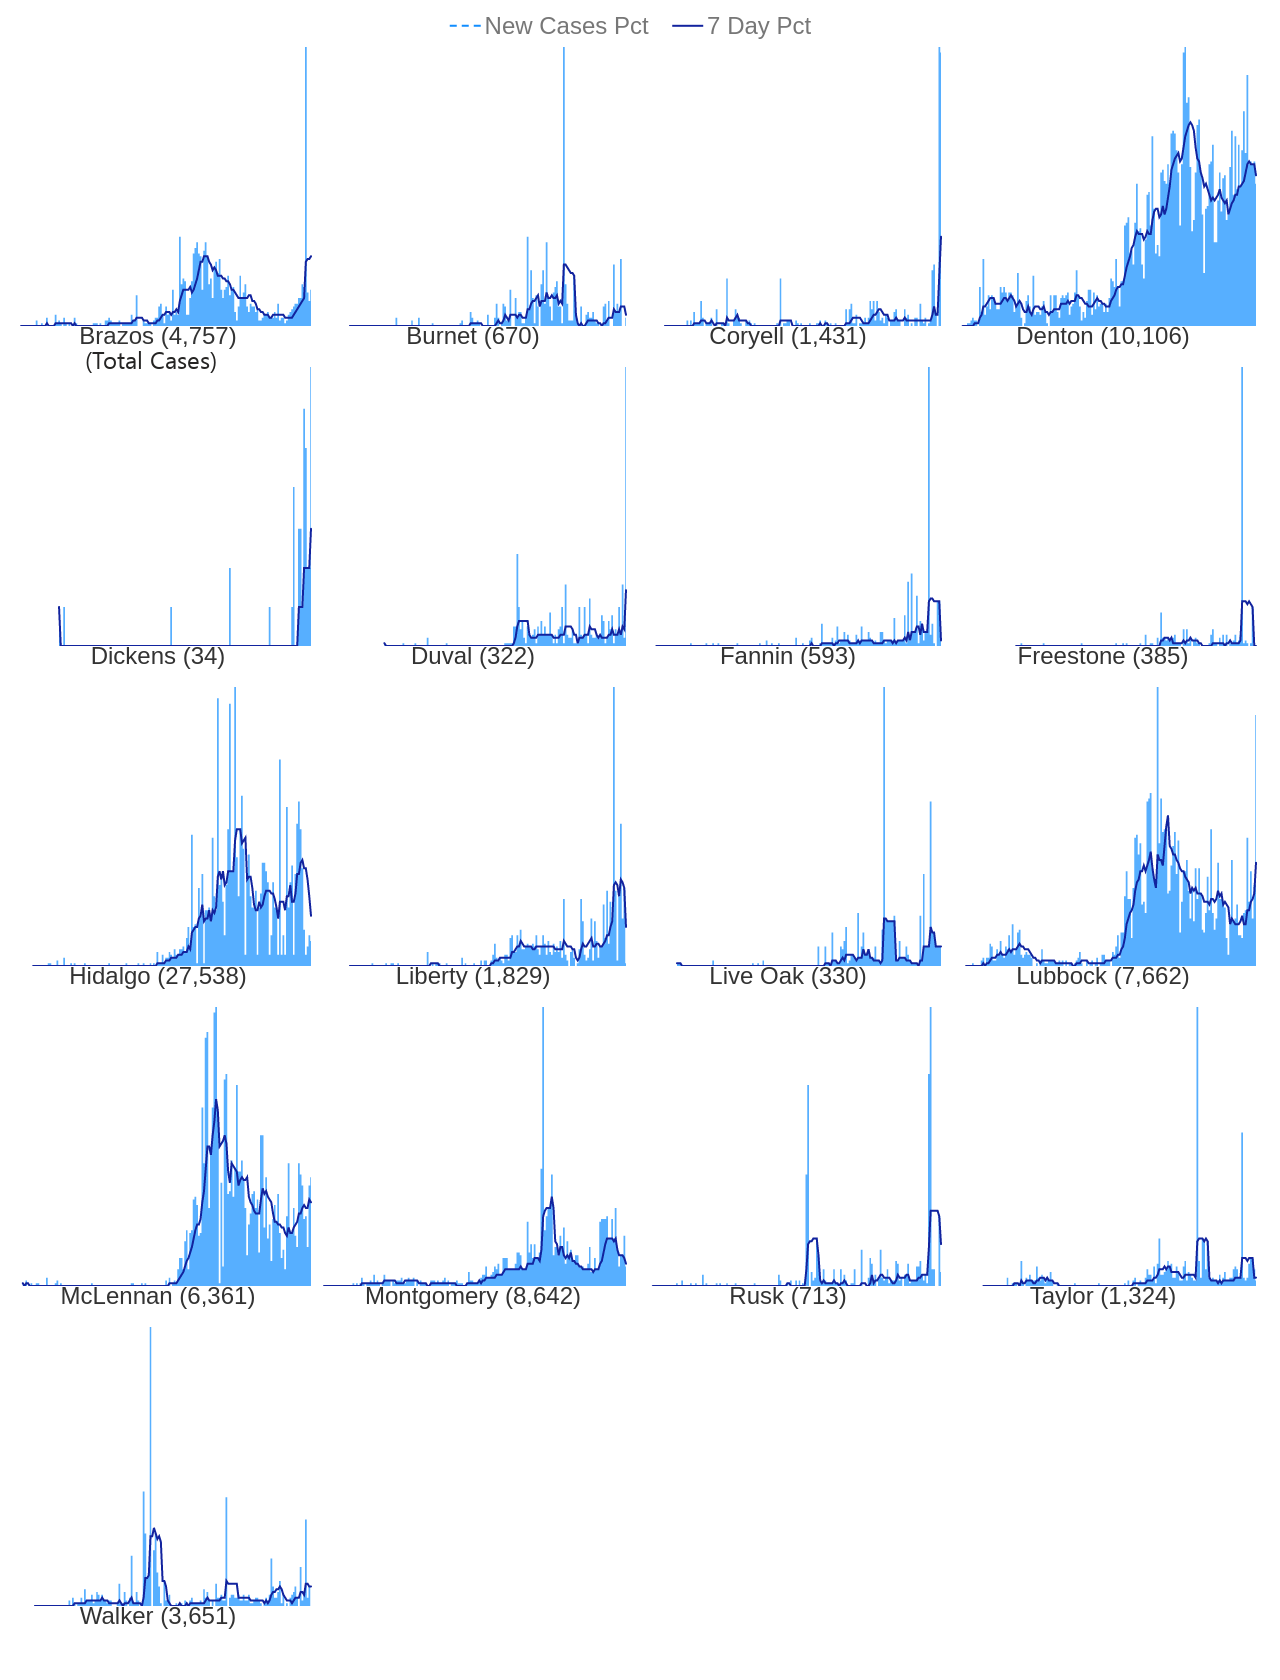 New Cases Pct 7 Day Pct
Brazos (4,757) Burnet (670) Coryell (1,431) Denton (10,106)
(Total Cases)
Dickens (34) Duval (322) Fannin (593) Freestone (385)
Hidalgo (27,538) Liberty (1,829) Live Oak (330) Lubbock (7,662)
McLennan (6,361) Montgomery (8,642) Rusk (713) Taylor (1,324)
Walker (3,651)